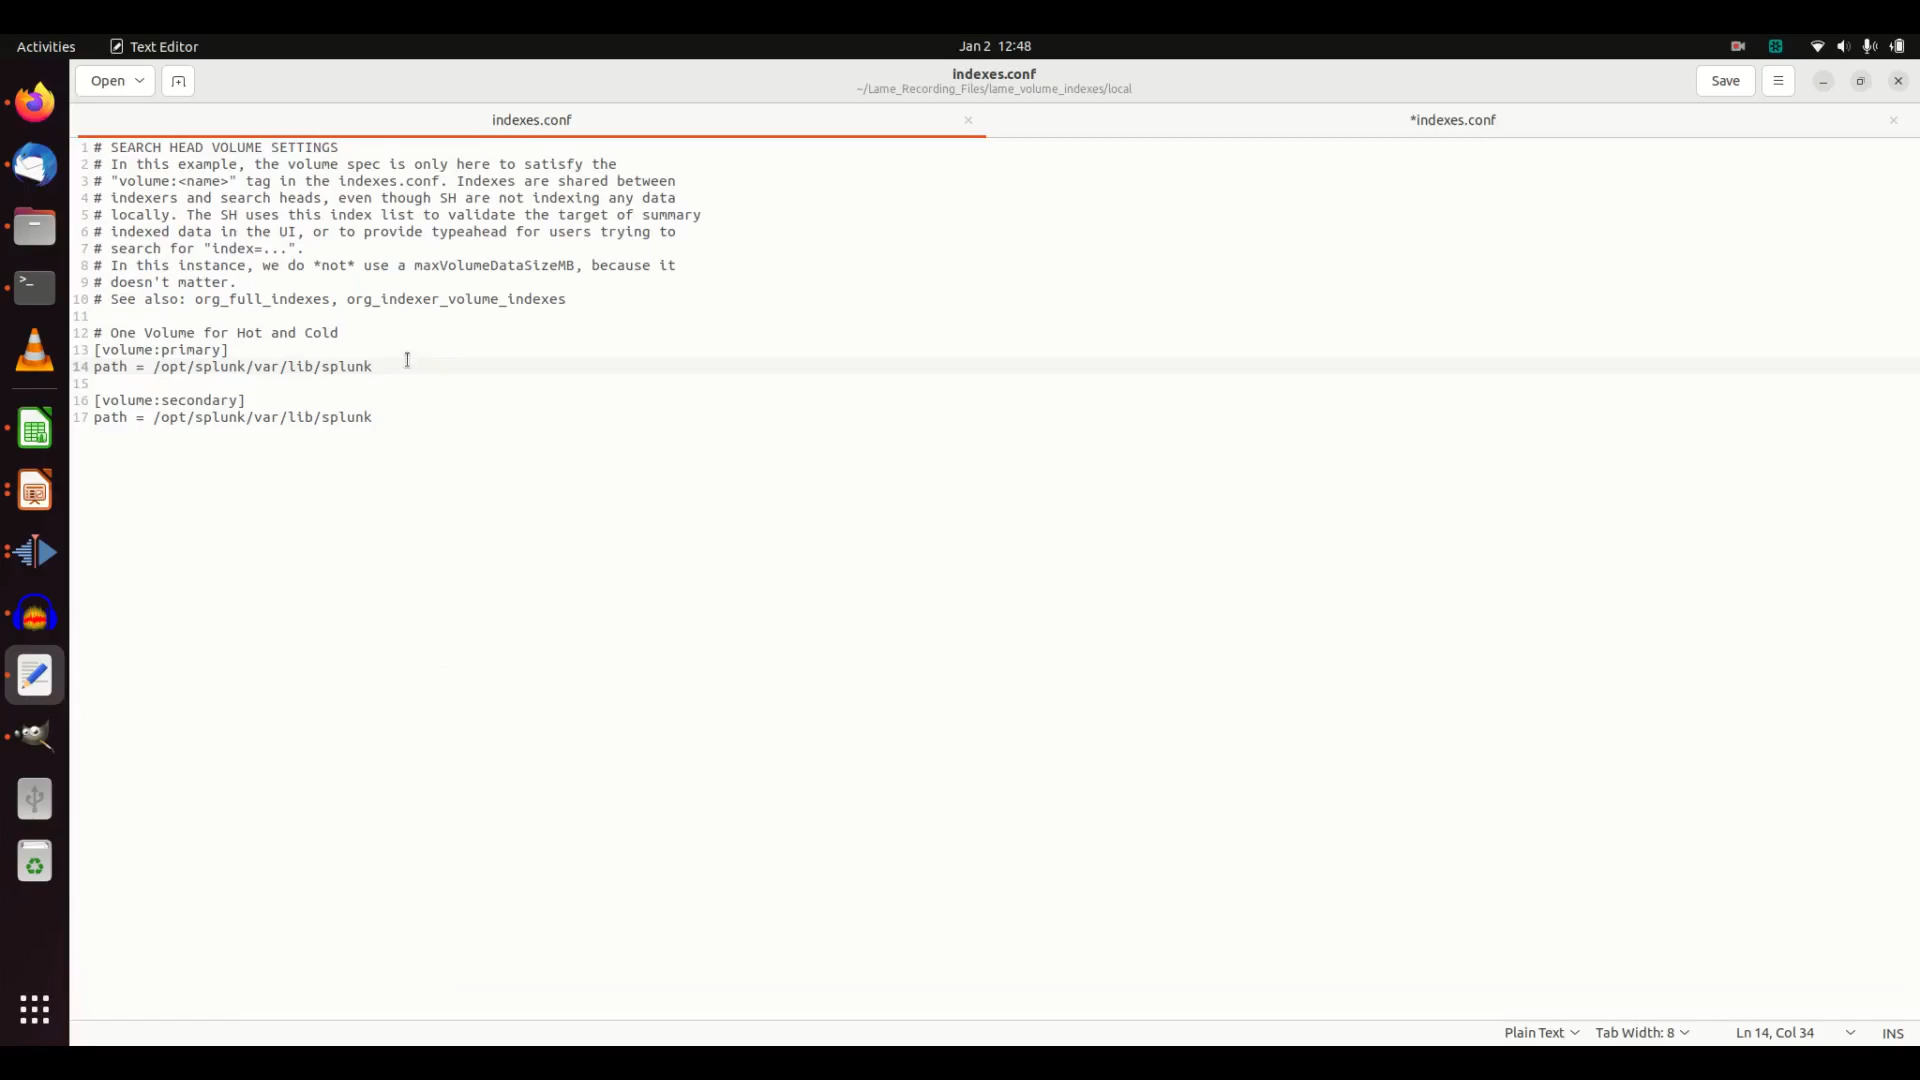 Activities
Text Editor
Jan 2 12:48
Open
indexes.conf
~/Lame_Recording_Files/lame_volume_indexes/local
Save
indexes.conf
*indexes.conf
1 # SEARCH HEAD VOLUME SETTINGS
2 # In this example, the volume spec is only here to satisfy the
3 # "volume:<name>" tag in the indexes.conf. Indexes are shared between
4 # indexers and search heads, even though SH are not indexing any data
5 # locally. The SH uses this index list to validate the target of summary
6 # indexed data in the UI, or to provide typeahead for users trying to
7 # search for "index=...".
8 # In this instance, we do *not* use a maxVolumeDataSizeMB, because it
9 # doesn't matter.
10 # See also: org_full_indexes, org_indexer_volume_indexes
11
12 # One Volume for Hot and Cold
13 [volume:primary]
14 path = /opt/splunk/var/lib/splunk
15
16 [volume:secondary]
17 path = /opt/splunk/var/lib/splunk
Plain Text
Tab Width: 8
Ln 14, Col 34
INS